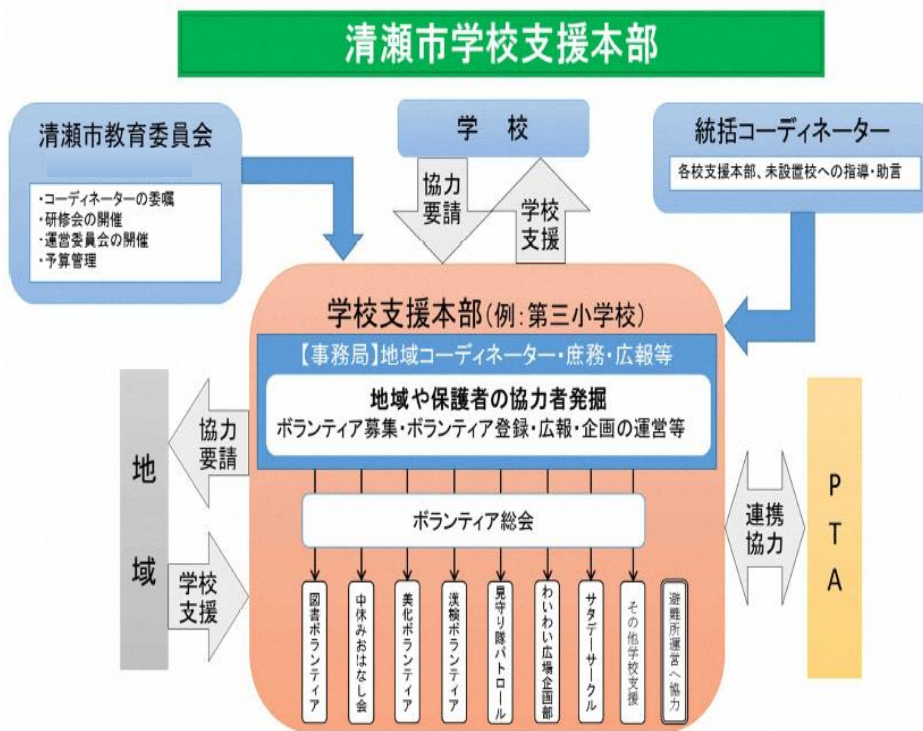 清瀬市学校支援本部
清瀬市教育委員会
・コーディネーターの委嘱
・研修会の開催
・運営委員会の開催
・予算管理
学校
協力
要請
学校
支援
統括コーディネーター
各校支援本部、未設置校への指導・助言
学校支援本部(例:第三小学校)
【事務局】地域コーディネーター・庶務・広報等
地域や保護者の協力者発掘
ボランティア募集・ボランティア登録・広報・企画の運営等
地域
協力
要請
学校
支援
ボランティア総会
図書ボランティア
中休みおはなし会
美化ボランティア
漢検ボランティア
見守り隊パトロール
わいわい広場企画部
サタデーサークル
その他学校支援
避難所運営へ協力
連携
協力
PTA